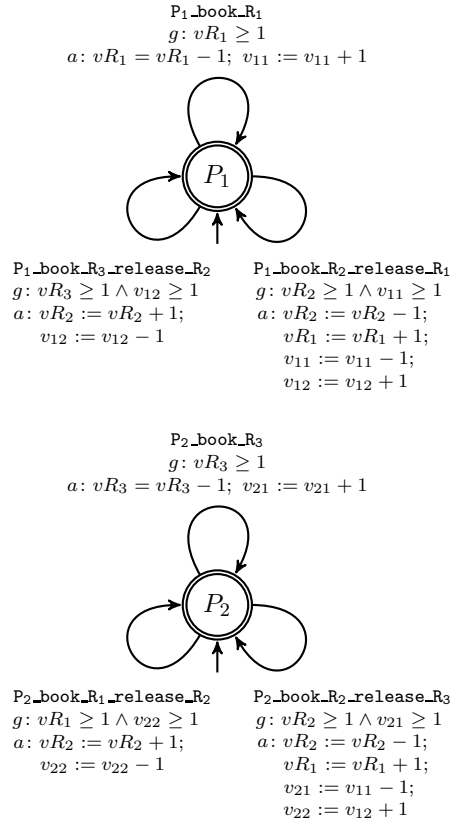 P₁_book_R₁
g: vR₁ ≥ 1
a: vR₁ = vR₁ − 1; v₁₁ := v₁₁ + 1
P₁
P₁_book_R₃_release_R₂
g: vR₃ ≥ 1 ∧ v₁₂ ≥ 1
a: vR₂ := vR₂ + 1;
v₁₂ := v₁₂ − 1
P₁_book_R₂_release_R₁
g: vR₂ ≥ 1 ∧ v₁₁ ≥ 1
a: vR₂ := vR₂ − 1;
vR₁ := vR₁ + 1;
v₁₁ := v₁₁ − 1;
v₁₂ := v₁₂ + 1
P₂_book_R₃
g: vR₃ ≥ 1
a: vR₃ = vR₃ − 1; v₂₁ := v₂₁ + 1
P₂
P₂_book_R₁_release_R₂
g: vR₁ ≥ 1 ∧ v₂₂ ≥ 1
a: vR₂ := vR₂ + 1;
v₂₂ := v₂₂ − 1
P₂_book_R₂_release_R₃
g: vR₂ ≥ 1 ∧ v₂₁ ≥ 1
a: vR₂ := vR₂ − 1;
vR₁ := vR₁ + 1;
v₂₁ := v₁₁ − 1;
v₂₂ := v₁₂ + 1